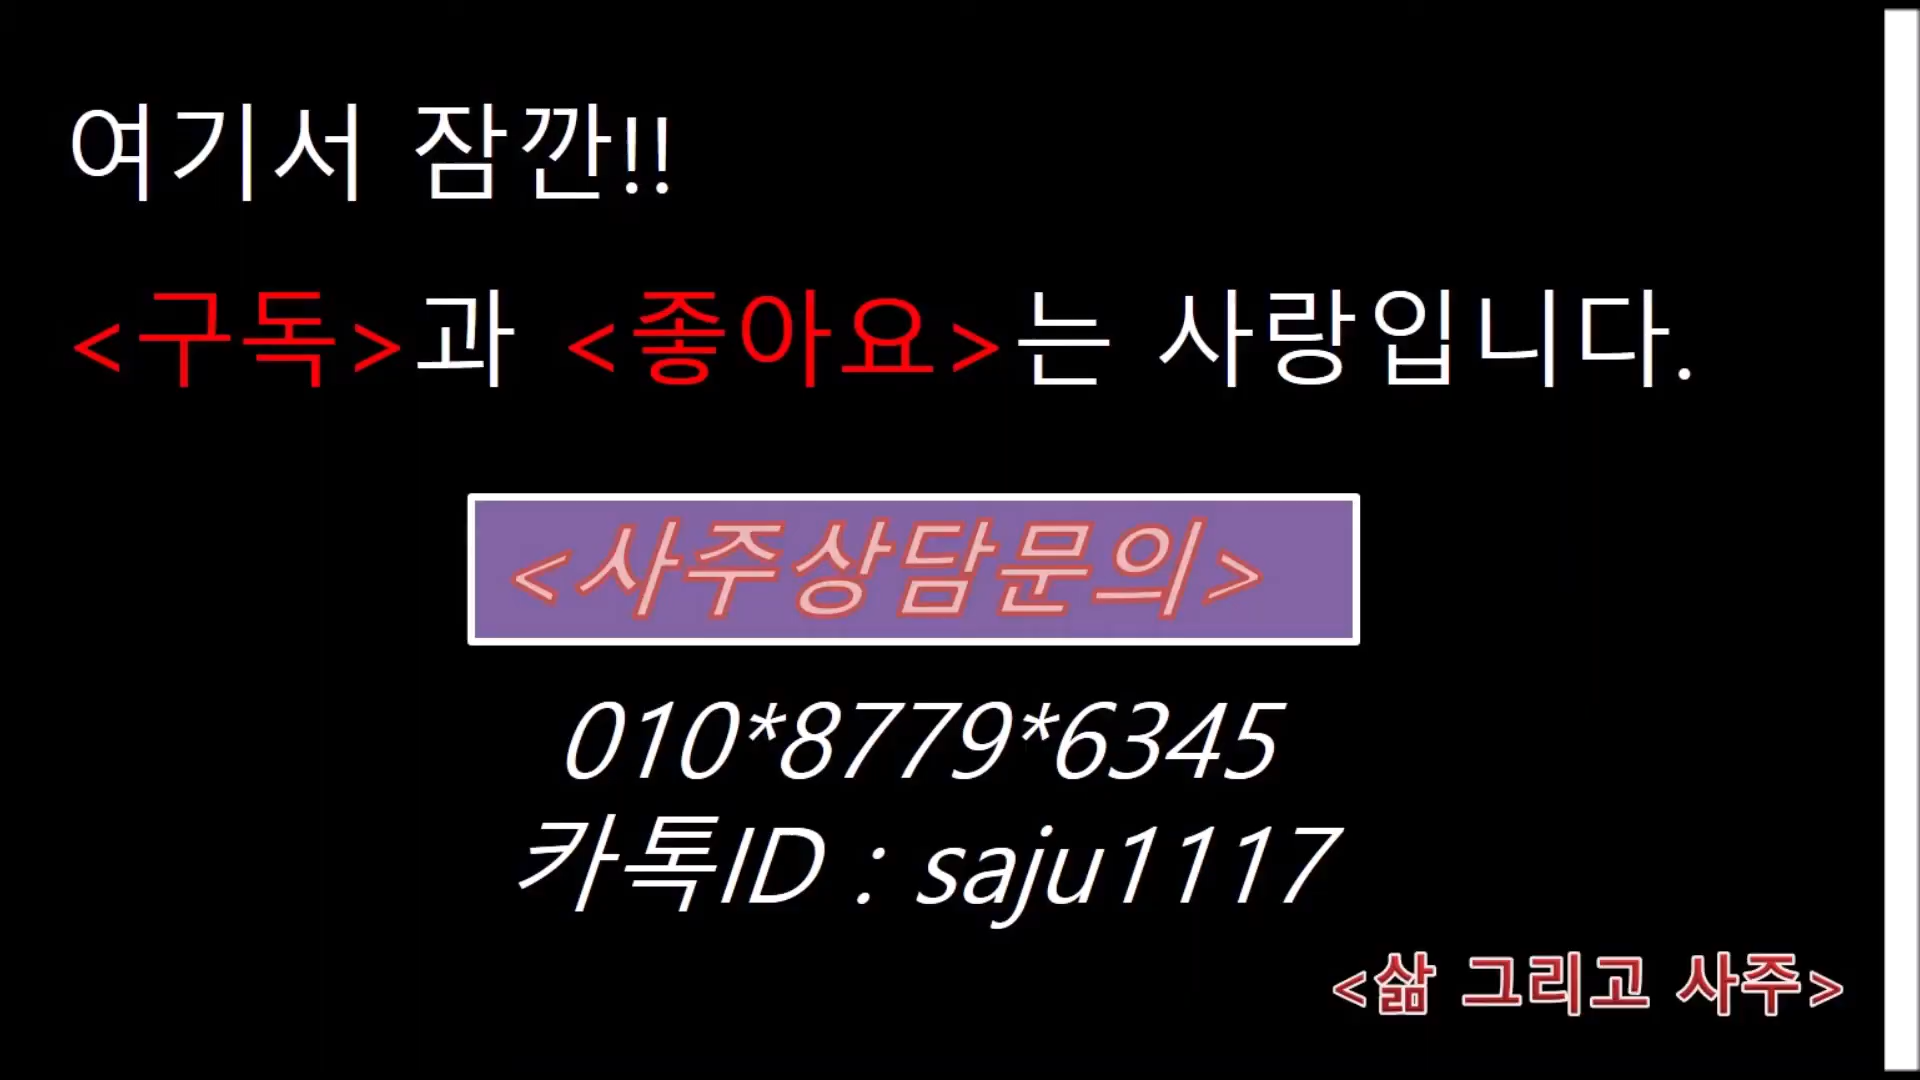 여기서 잠깐!!
<구독>과 <좋아요>는 사랑입니다.
<사주상담문의>
010*8779*6345
카톡ID : saju1117
<삶 그리고 사주>